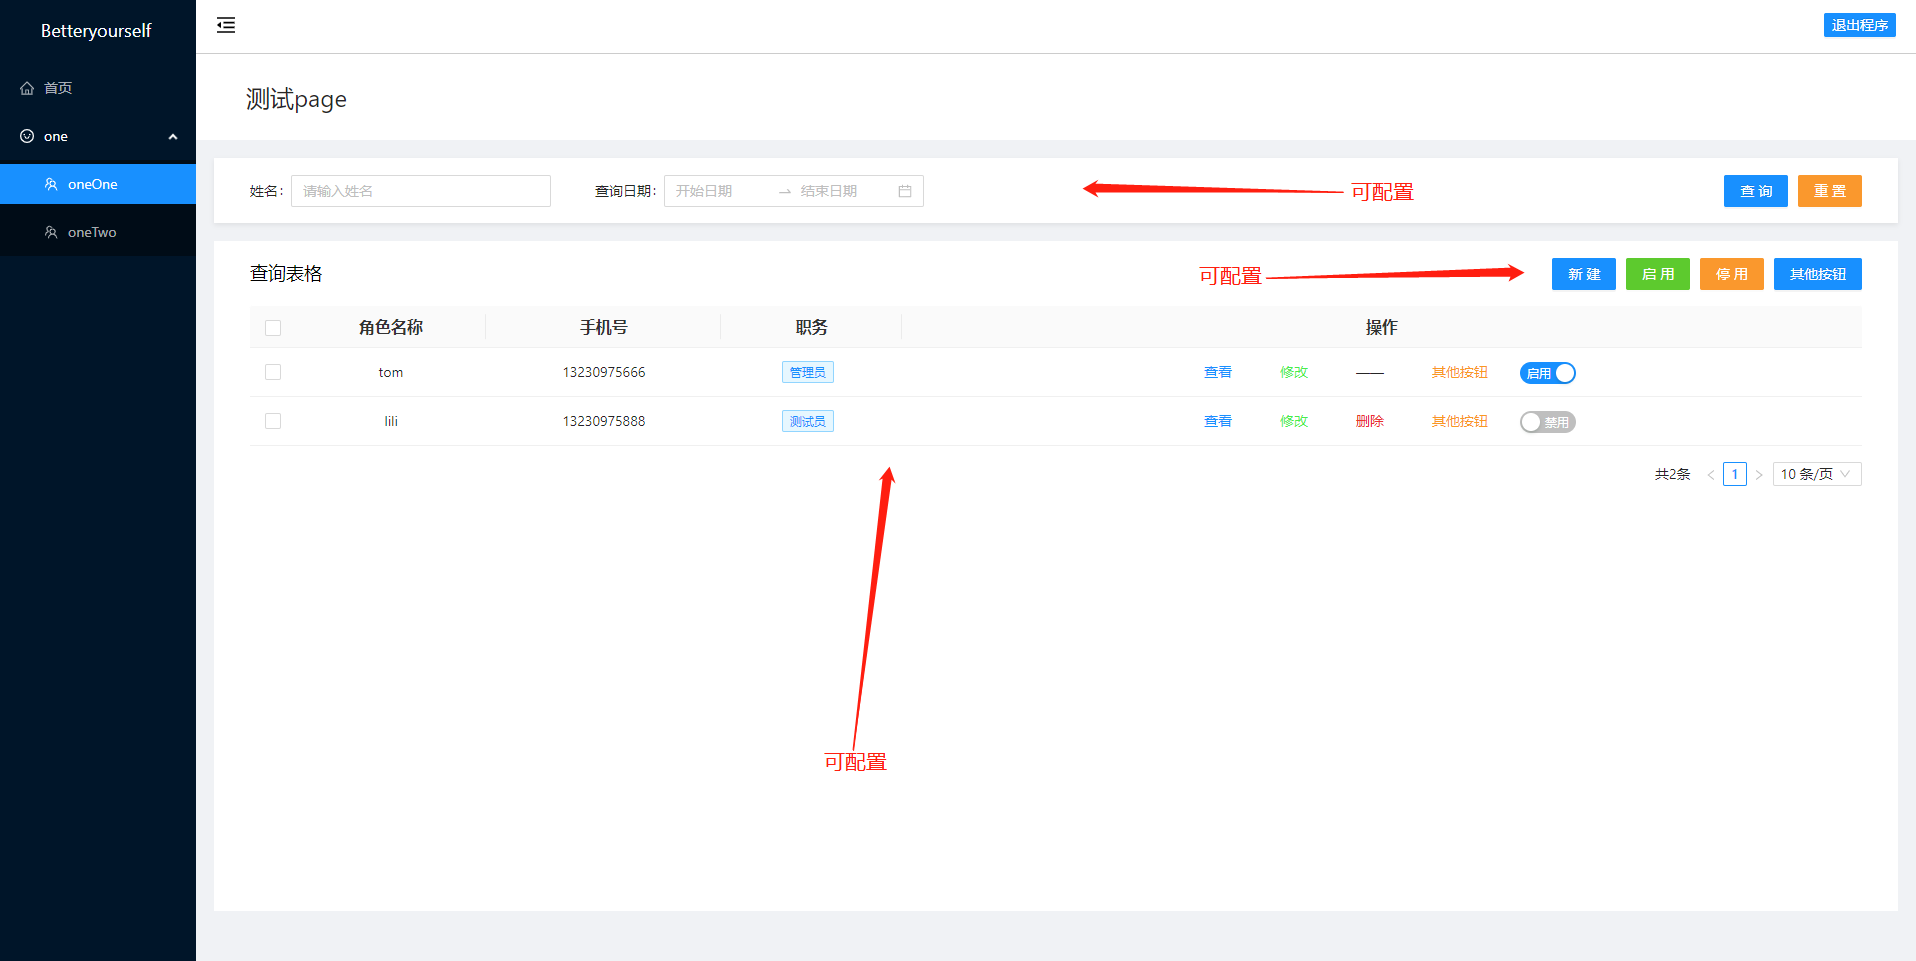 Betteryourself
退出程序
首页
one
oneOne
oneTwo
测试page
姓名: 请输入姓名 查询日期: 开始日期 结束日期 可配置 查 询 重 置
查询表格 可配置 新 建 启 用 停 用 其他按钮
角色名称 手机号 职务 操作
tom 13230975666 管理员 查看 修改 —— 其他按钮 启用
lili 13230975888 测试员 查看 修改 删除 其他按钮 禁用
共2条 < 1 > 10 条/页
可配置